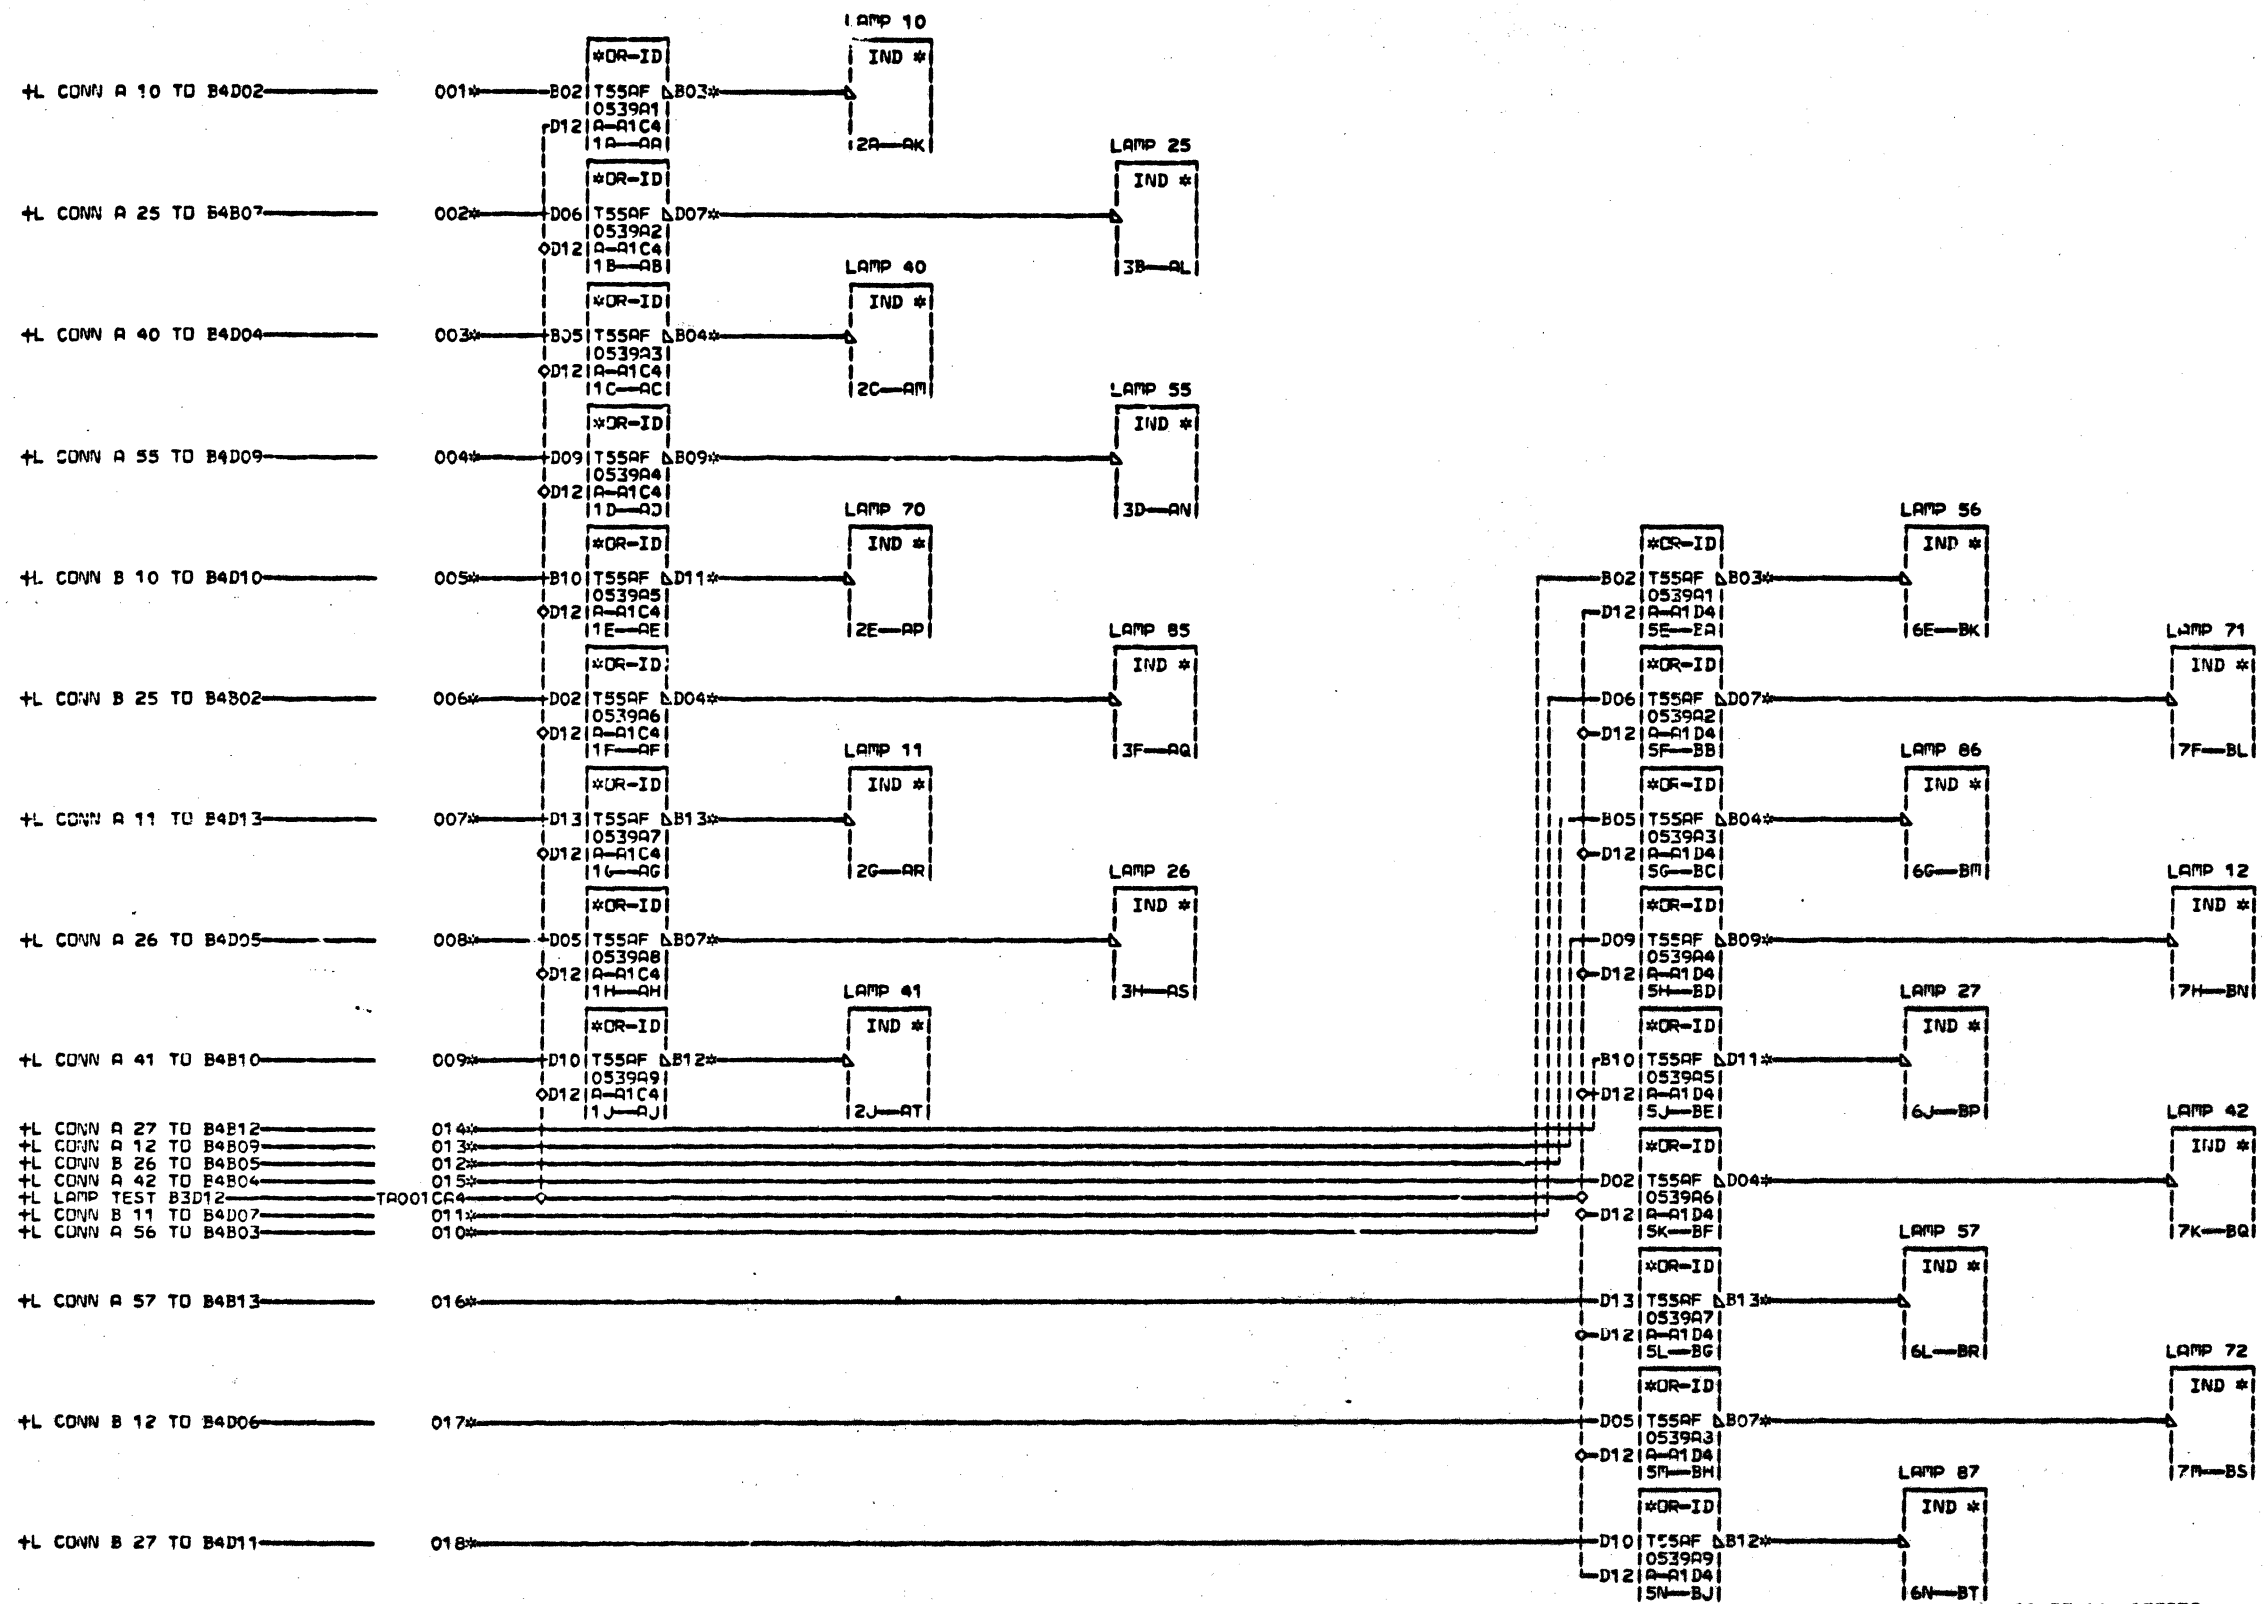 LAMP 10
*OR-ID
IND *
+L CONN A 10 TO B4D02
001*
B02
T55AF
B03*
0539A1
D12
A-A1C4
1A AA
2A AK
LAMP 25
*OR-ID
IND *
+L CONN A 25 TO B4B07
002*
D06
T55AF
D07*
0539A2
D12
A-A1C4
1B AB
3B AL
LAMP 40
*OR-ID
IND *
+L CONN A 40 TO B4D04
003*
B05
T55AF
B04*
0539A3
D12
A-A1C4
1C AC
2C AM
LAMP 55
*OR-ID
IND *
+L CONN A 55 TO B4D09
004*
D09
T55AF
B09*
0539A4
D12
A-A1C4
1D AD
3D AN
LAMP 70
*OR-ID
IND *
+L CONN B 10 TO B4D10
005*
B10
T55AF
D11*
0539A5
D12
A-A1C4
1E AE
2E AP
LAMP 56
*OR-ID
IND *
B02
T55AF
B03*
0539A1
D12
A-A1D4
5E BA
6E BK
LAMP 85
*OR-ID
IND *
+L CONN B 25 TO B4B02
006*
D02
T55AF
D04*
0539A6
D12
A-A1C4
1F AF
3F AQ
LAMP 71
*OR-ID
IND *
D06
T55AF
D07*
0539A2
D12
A-A1D4
5F BB
7F BL
LAMP 11
*OR-ID
IND *
+L CONN A 11 TO B4D13
007*
D13
T55AF
B13*
0539A7
D12
A-A1C4
1G AG
2G AR
LAMP 86
*OR-ID
IND *
B05
T55AF
B04*
0539A3
D12
A-A1D4
5G BC
6G BM
LAMP 26
*OR-ID
IND *
+L CONN A 26 TO B4D05
008*
D05
T55AF
B07*
0539A8
D12
A-A1C4
1H AH
3H AS
LAMP 12
*OR-ID
IND *
D09
T55AF
B09*
0539A4
D12
A-A1D4
5H BD
7H BN
LAMP 41
*OR-ID
IND *
+L CONN A 41 TO B4B10
009*
D10
T55AF
B12*
0539A9
D12
A-A1C4
1J AJ
2J AT
LAMP 27
*OR-ID
IND *
B10
T55AF
D11*
0539A5
D12
A-A1D4
5J BE
6J BP
+L CONN A 27 TO B4B12 014*
+L CONN A 12 TO B4B09 013*
+L CONN B 26 TO B4B05 012*
+L CONN A 42 TO B4B04 015*
+L LAMP TEST B3D12 TA001CA4
+L CONN B 11 TO B4D07 011*
+L CONN A 56 TO B4B03 010*
LAMP 42
*OR-ID
IND *
D02
T55AF
D04*
0539A6
D12
A-A1D4
5K BF
7K BQ
LAMP 57
*OR-ID
IND *
+L CONN A 57 TO B4B13
016*
D13
T55AF
B13*
0539A7
D12
A-A1D4
5L BG
6L BR
LAMP 72
*OR-ID
IND *
+L CONN B 12 TO B4D06
017*
D05
T55AF
B07*
D12
A-A1D4
5M BH
7M BS
LAMP 87
*OR-ID
IND *
+L CONN B 27 TO B4D11
018*
D10
T55AF
B12*
0539A9
D12
A-A1D4
5N BJ
6N BT